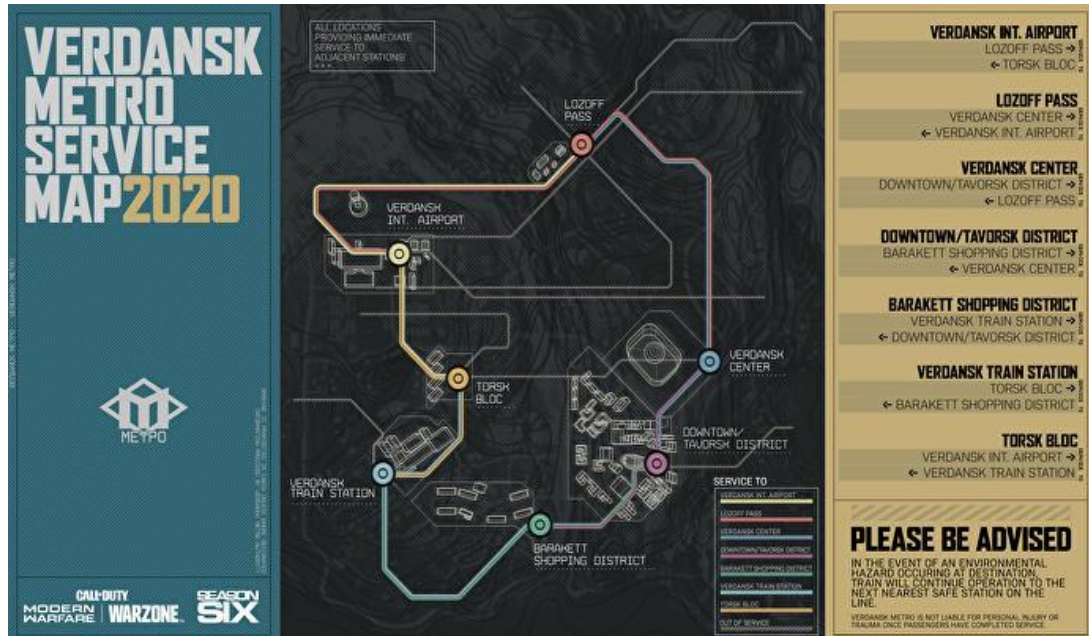 VERDANSK
METRO
SERVICE
MAP2020
METPO
CALL OF DUTY
MODERN
WARFARE
WARZONE
SEASON
SIX
ALL LOCATIONS
PROVIDING IMMEDIATE
SERVICE TO
ADJACENT STATIONS
LOZOFF
PASS
VERDANSK
INT. AIRPORT
VERDANSK
CENTER
TORSK
BLOC
DOWNTOWN/
TAVORSK DISTRICT
VERDANSK
TRAIN STATION
BARAKETT
SHOPPING DISTRICT
SERVICE TO
VERDANSK INT. AIRPORT
LOZOFF PASS
VERDANSK CENTER
DOWNTOWN/TAVORSK DISTRICT
BARAKETT SHOPPING DISTRICT
VERDANSK TRAIN STATION
TORSK BLOC
OUT OF SERVICE
VERDANSK INT. AIRPORT
LOZOFF PASS →
← TORSK BLOC
LOZOFF PASS
VERDANSK CENTER →
← VERDANSK INT. AIRPORT
VERDANSK CENTER
DOWNTOWN/TAVORSK DISTRICT →
← LOZOFF PASS
DOWNTOWN/TAVORSK DISTRICT
BARAKETT SHOPPING DISTRICT →
← VERDANSK CENTER
BARAKETT SHOPPING DISTRICT
VERDANSK TRAIN STATION →
← DOWNTOWN/TAVORSK DISTRICT
VERDANSK TRAIN STATION
TORSK BLOC →
← BARAKETT SHOPPING DISTRICT
TORSK BLOC
VERDANSK INT. AIRPORT →
← VERDANSK TRAIN STATION
PLEASE BE ADVISED
IN THE EVENT OF AN ENVIRONMENTAL
HAZARD OCCURING AT DESTINATION,
TRAIN WILL CONTINUE OPERATION TO THE
NEXT NEAREST SAFE STATION ON THE
LINE.
VERDANSK METRO IS NOT LIABLE FOR PERSONAL INJURY OR
TRAUMA ONCE PASSENGERS HAVE COMPLETED SERVICE.